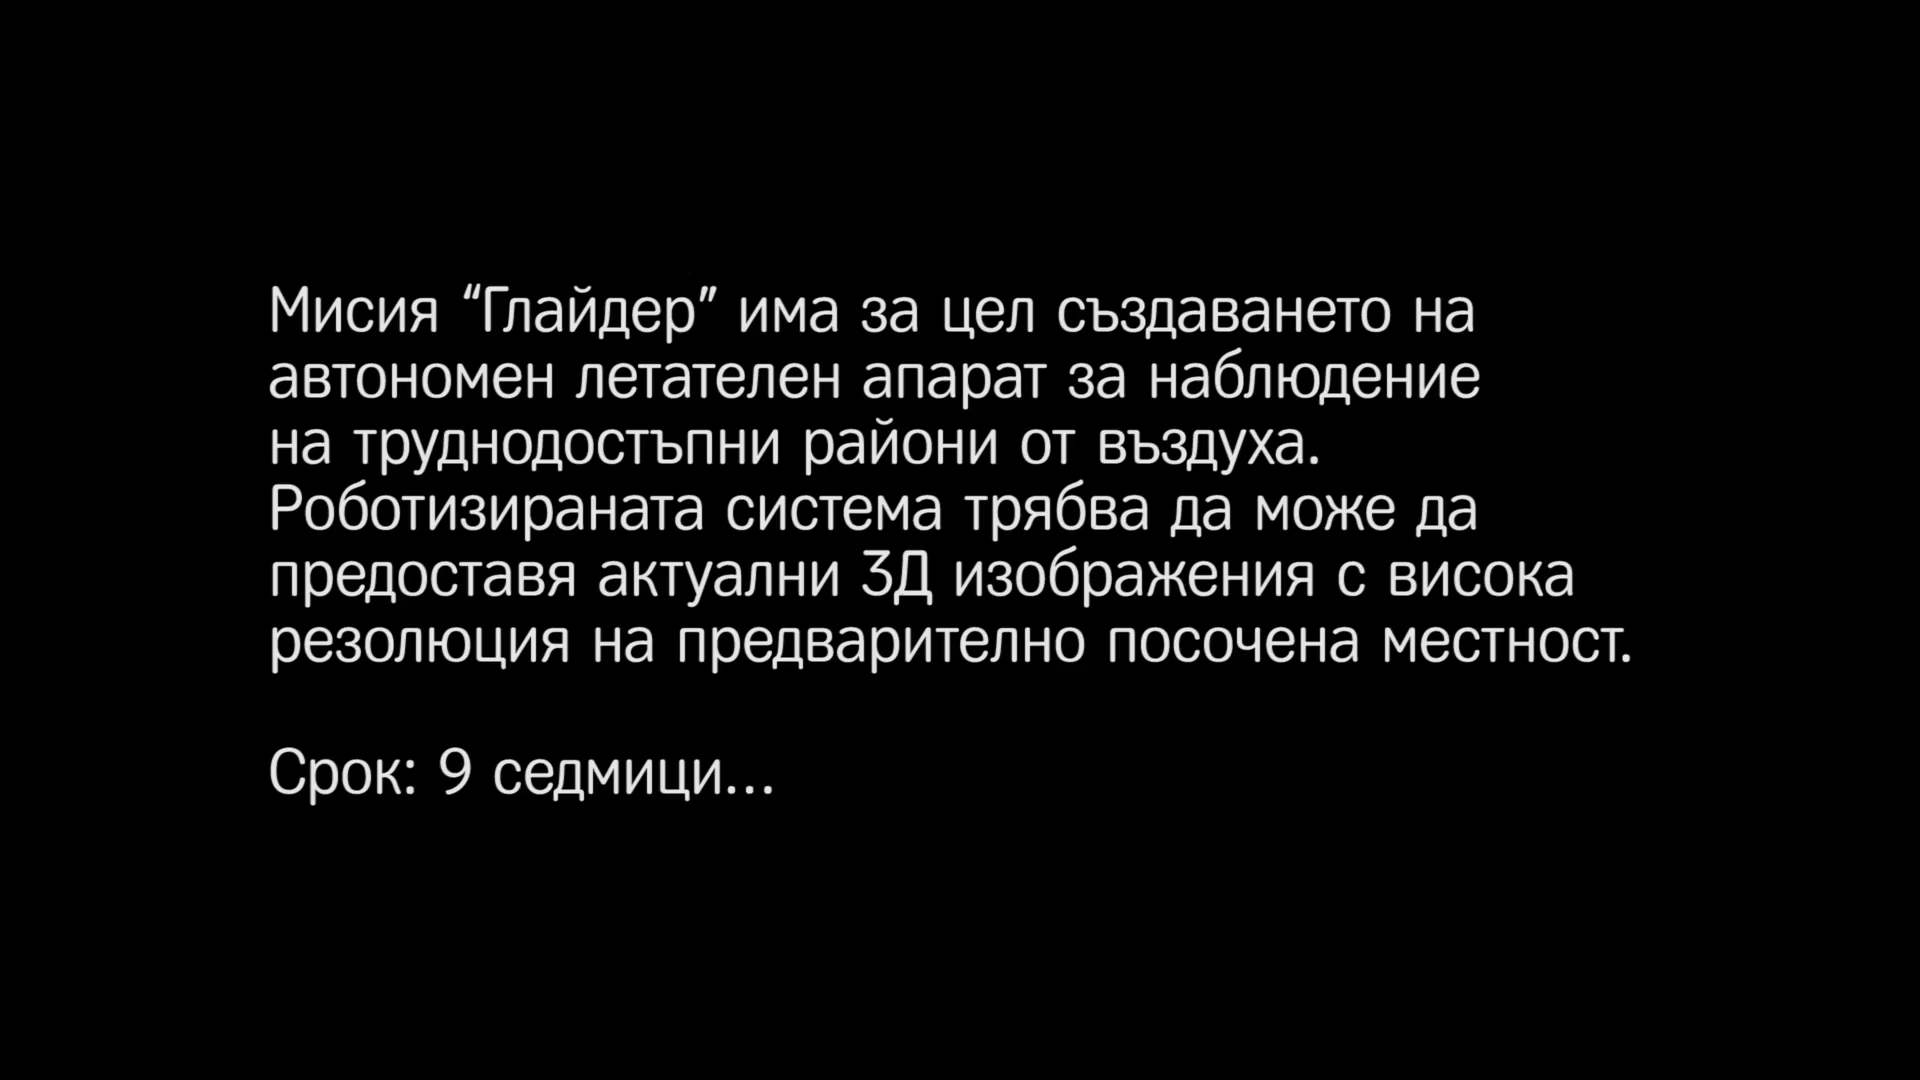 Мисия “Глайдер” има за цел създаването на
автономен летателен апарат за наблюдение
на труднодостъпни райони от въздуха.
Роботизираната система трябва да може да
предоставя актуални 3Д изображения с висока
резолюция на предварително посочена местност.
Срок: 9 седмици...